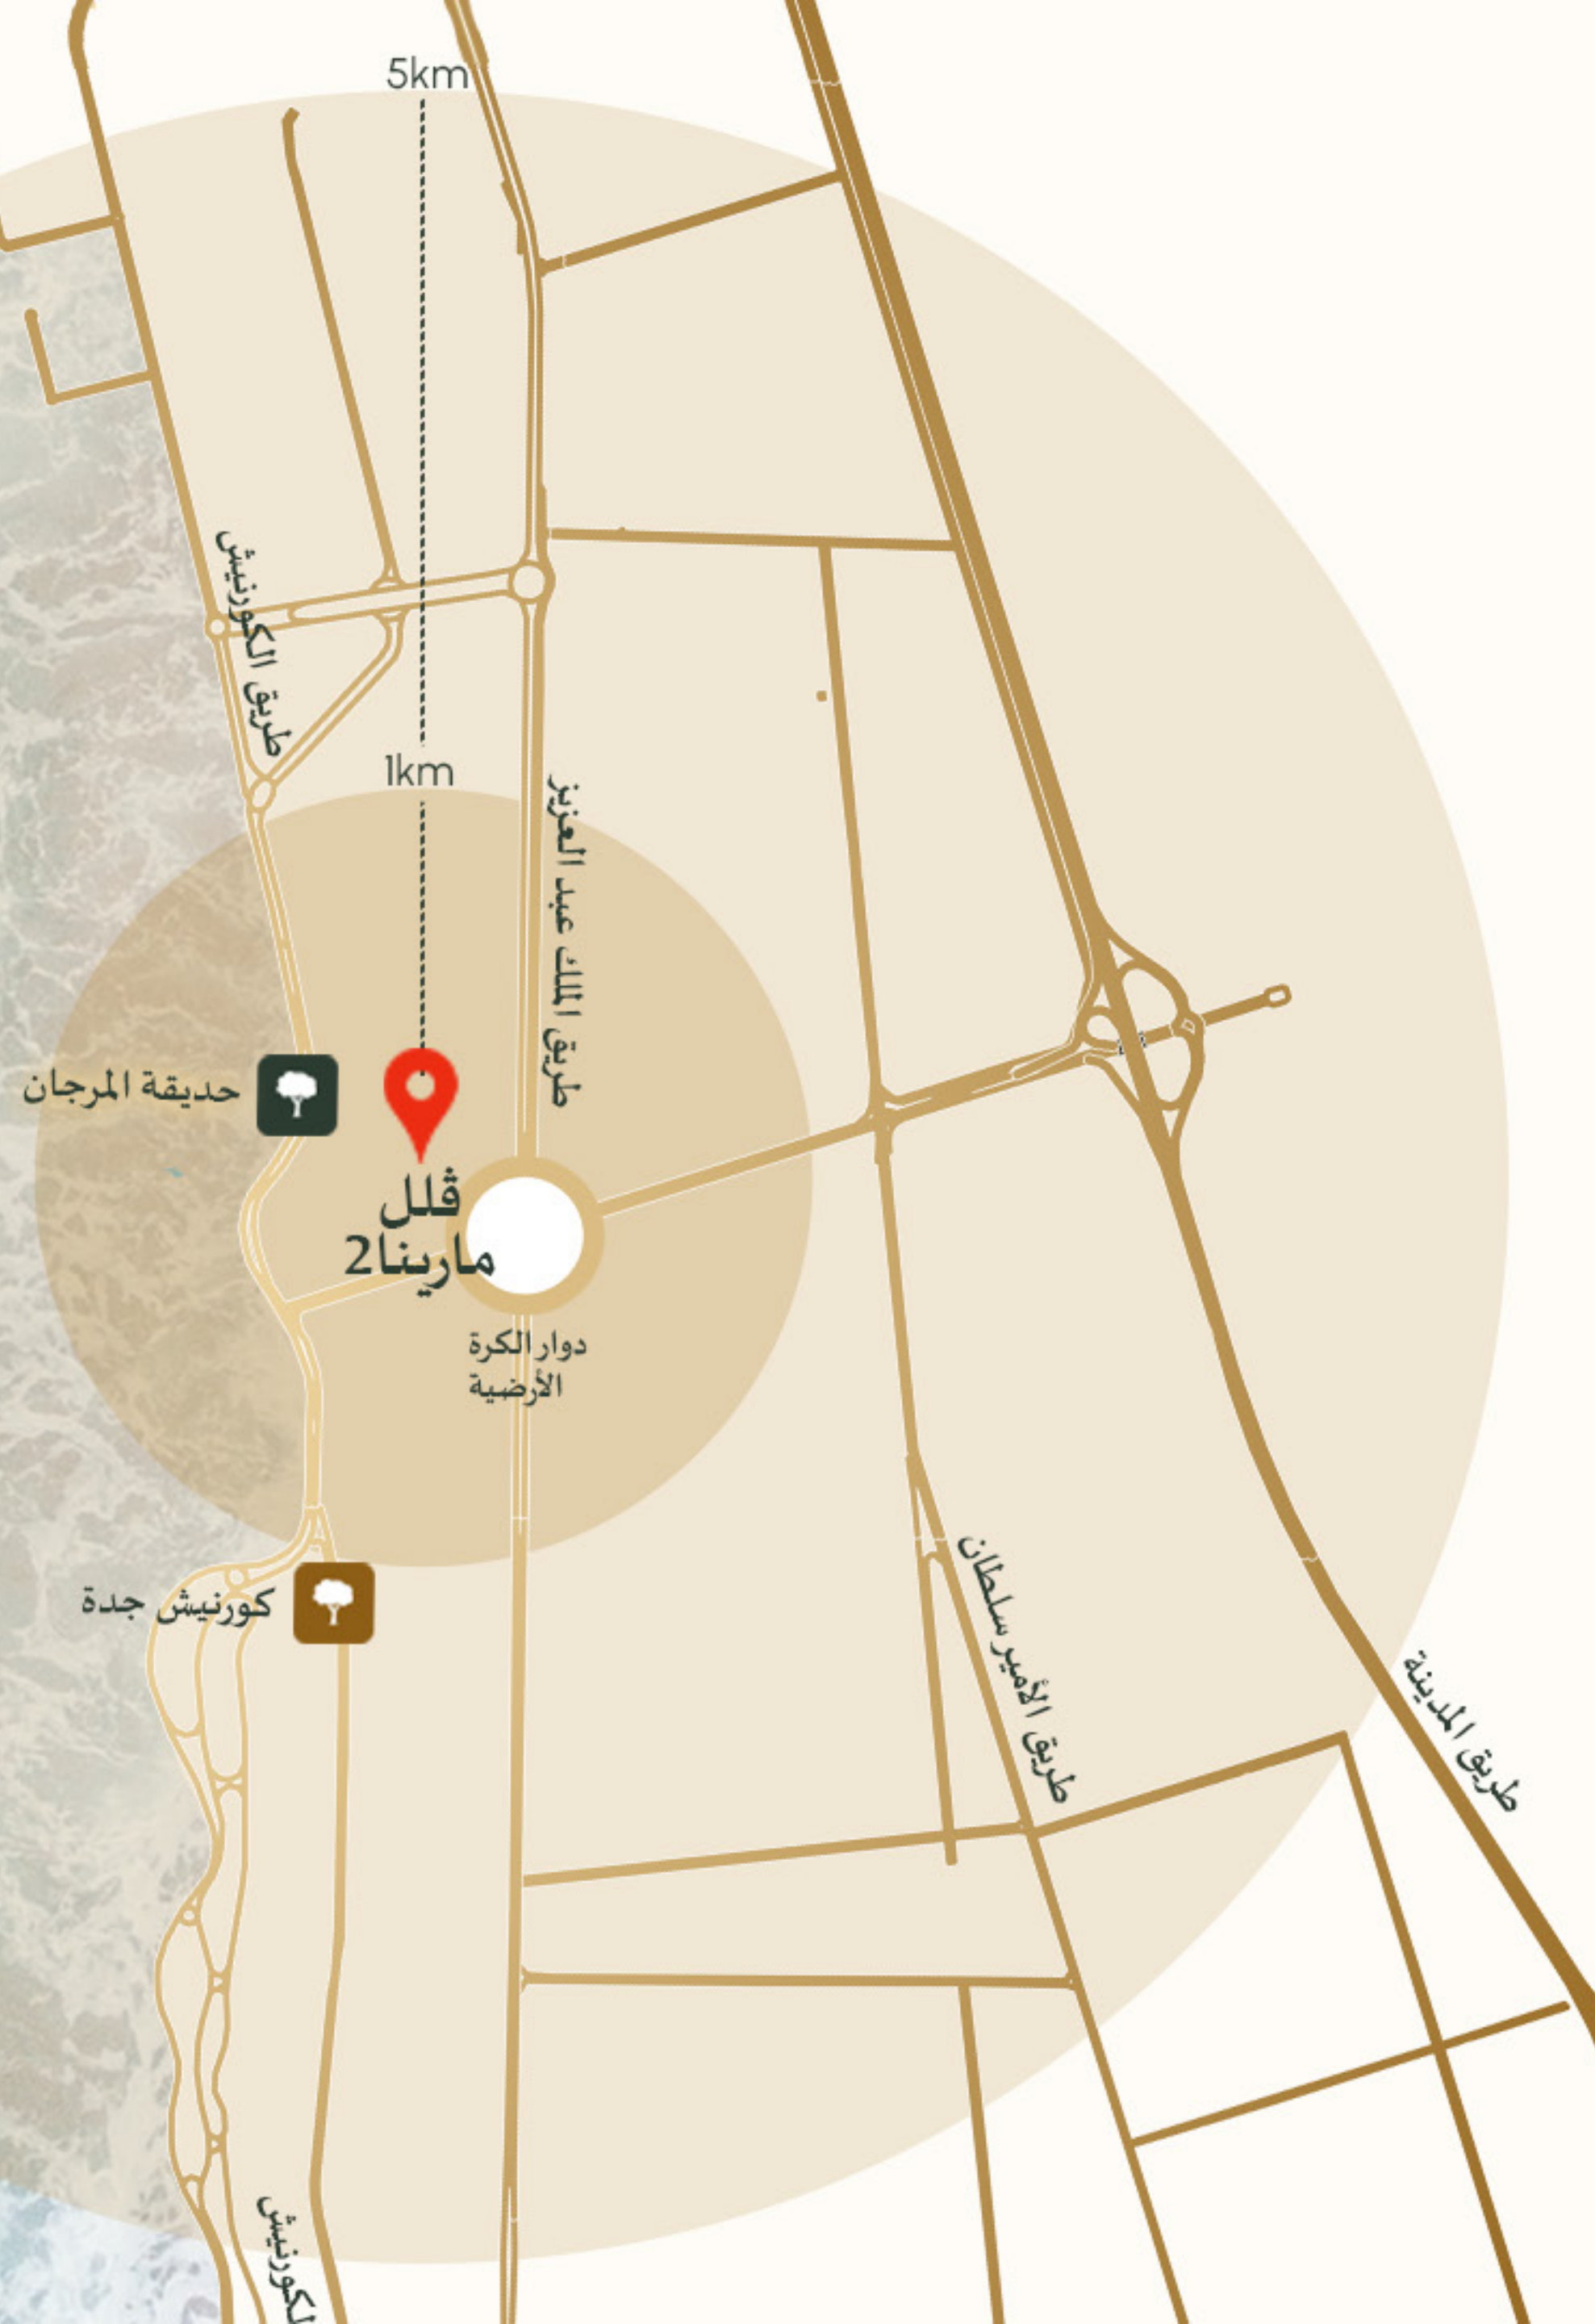 5km
طريق الكورنيش
1km
طريق الملك عبد العزيز
حديقة المرجان
ڤلل
مارينا2
دوار الكرة
الأرضية
طريق الأمير سلطان
كورنيش جدة
طريق المدينة
لكورنيش